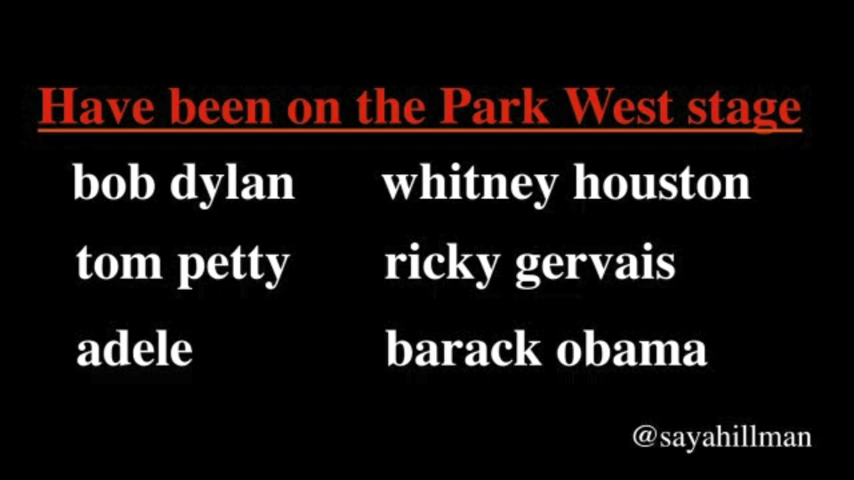 Have been on the Park West stage
bob dylan whitney houston
tom petty ricky gervais
adele barack obama
@sayahillman